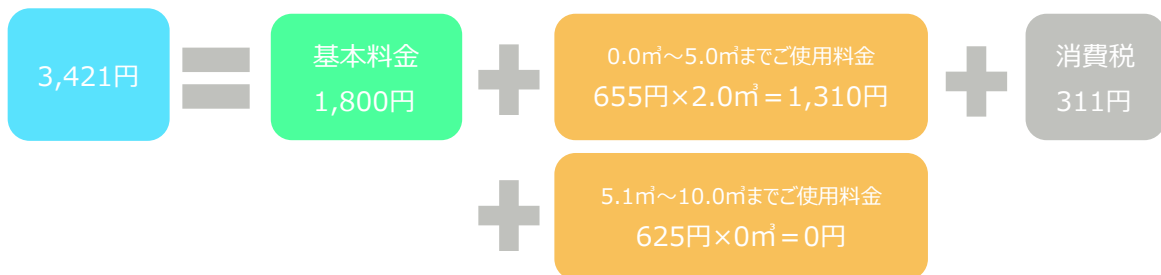 3,421円
基本料金
1,800円
0.0㎥～5.0㎥までご使用料金
655円×2.0㎥＝1,310円
消費税
311円
5.1㎥～10.0㎥までご使用料金
625円×0㎥＝0円